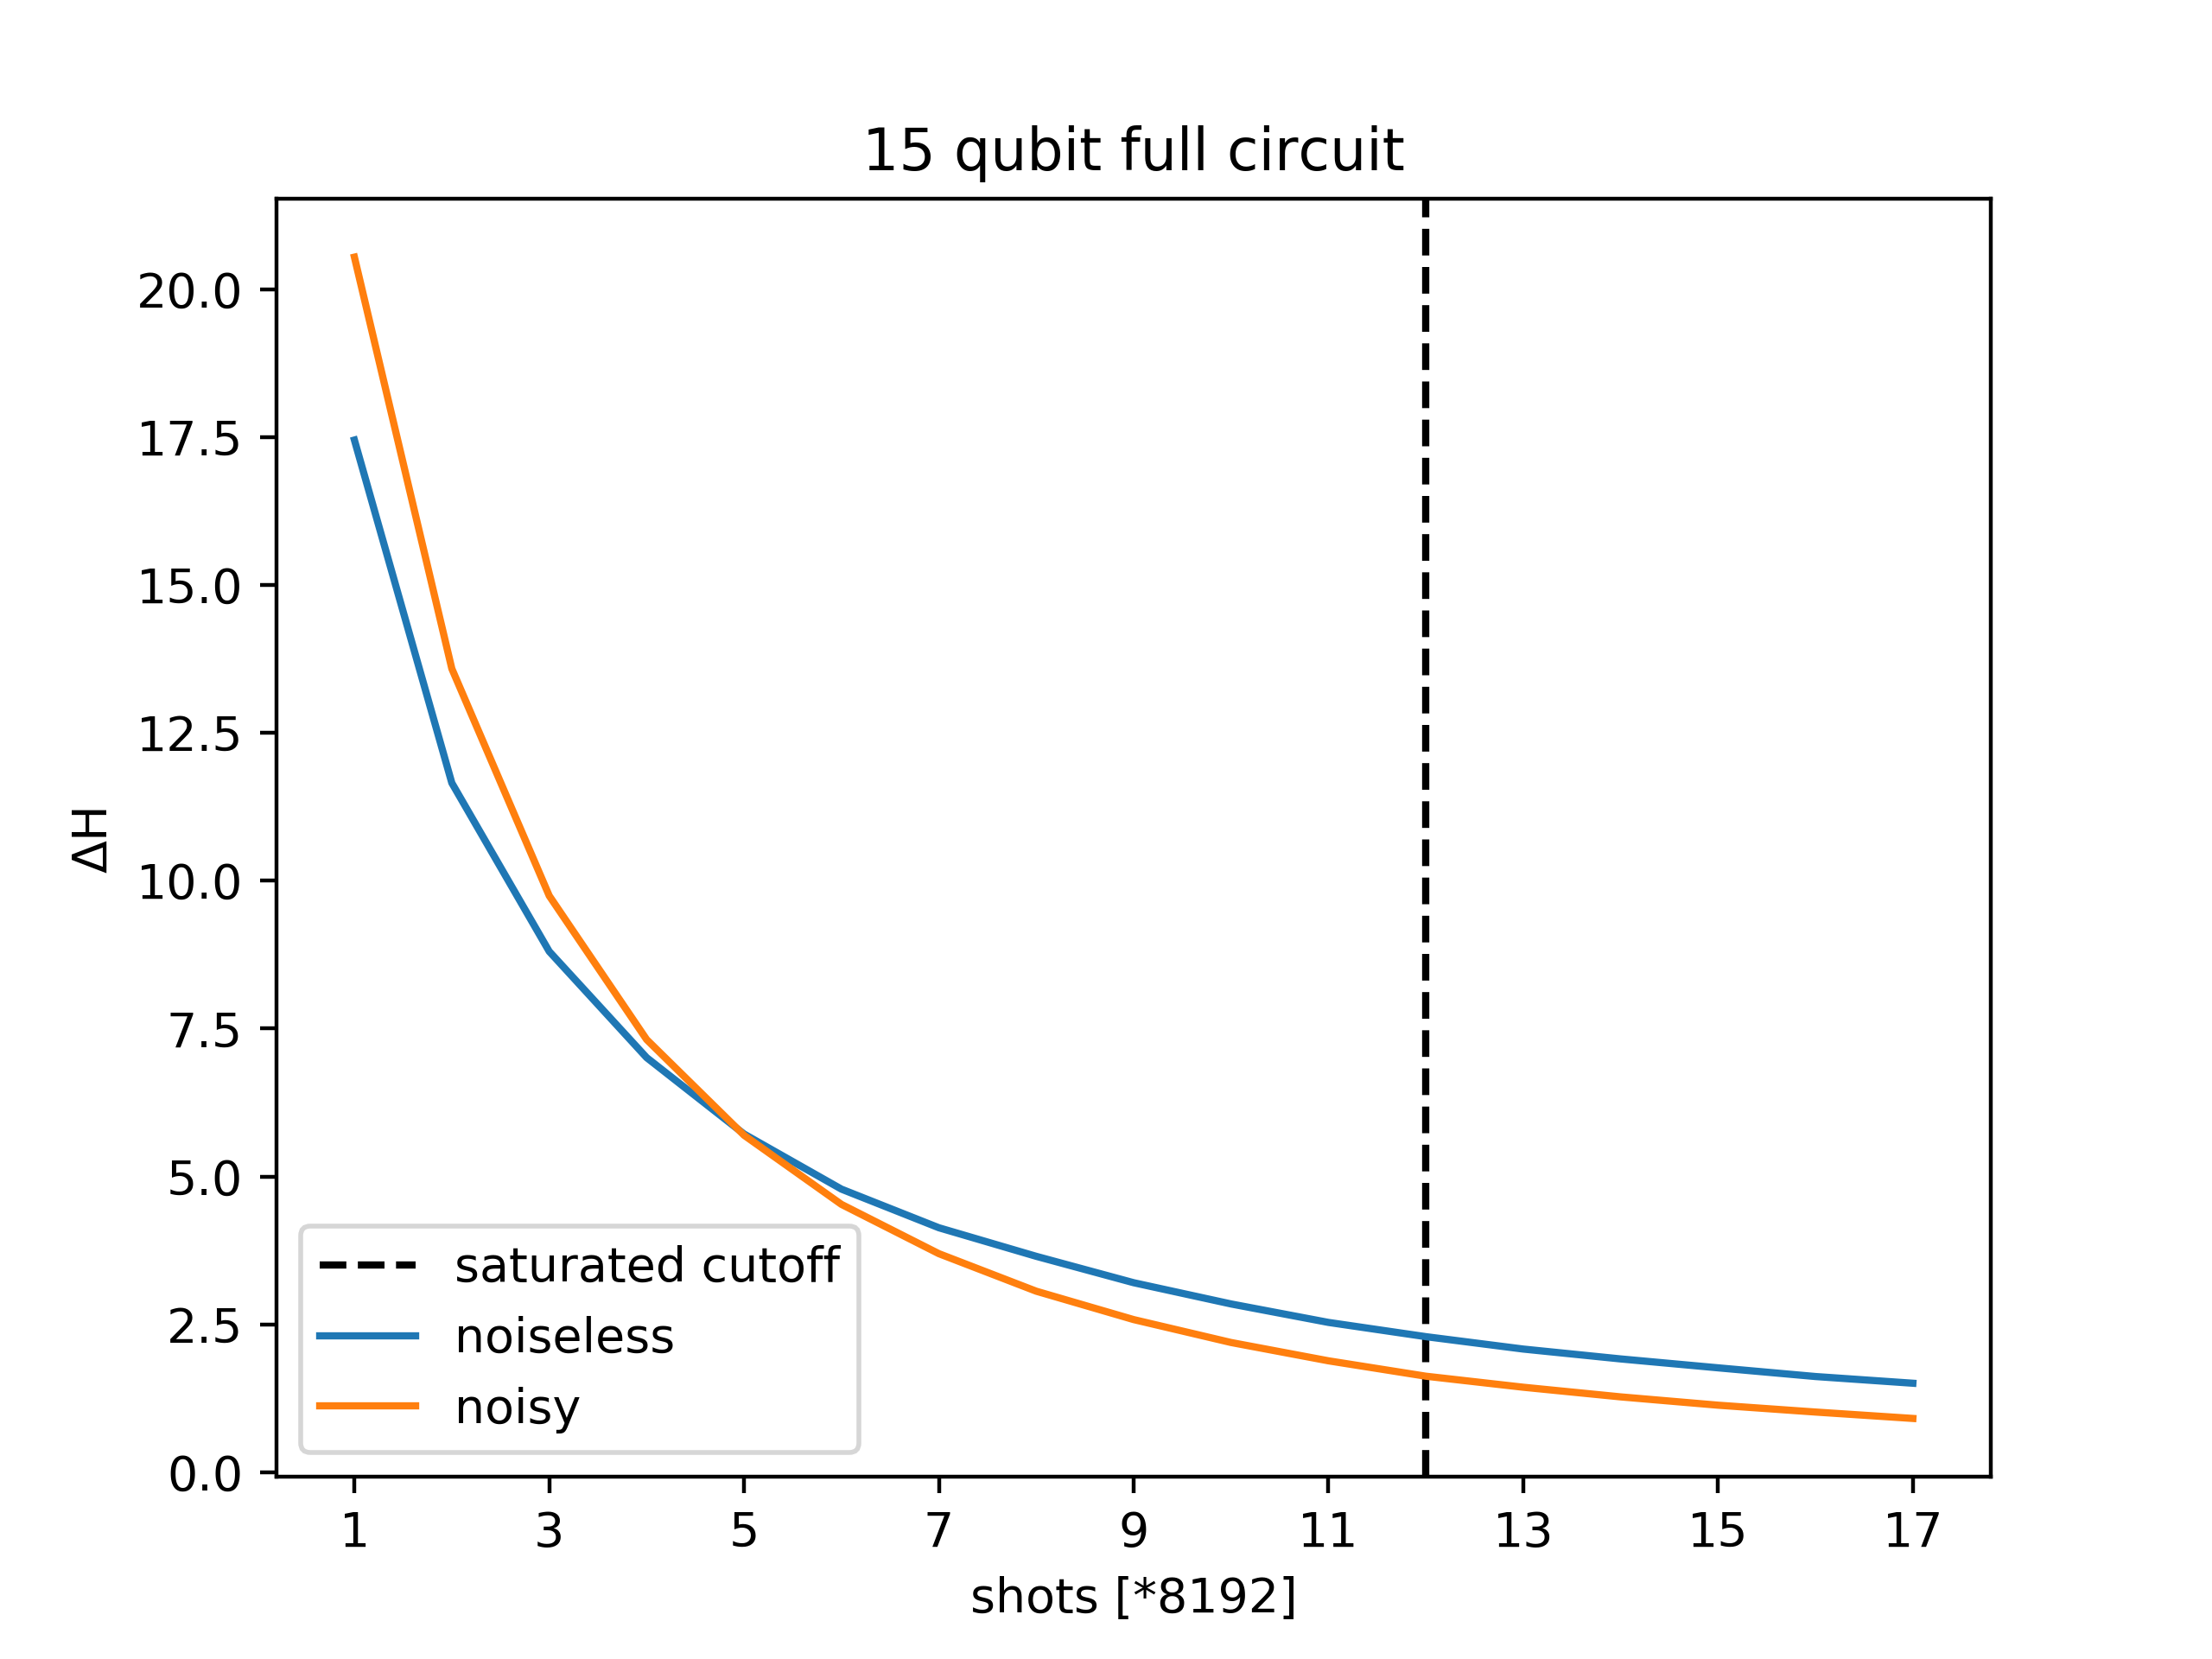 15 qubit full circuit
20.0
17.5
15.0
12.5
10.0
7.5
5.0
2.5
0.0
ΔH
saturated cutoff
noiseless
noisy
1 3 5 7 9 11 13 15 17
shots [*8192]